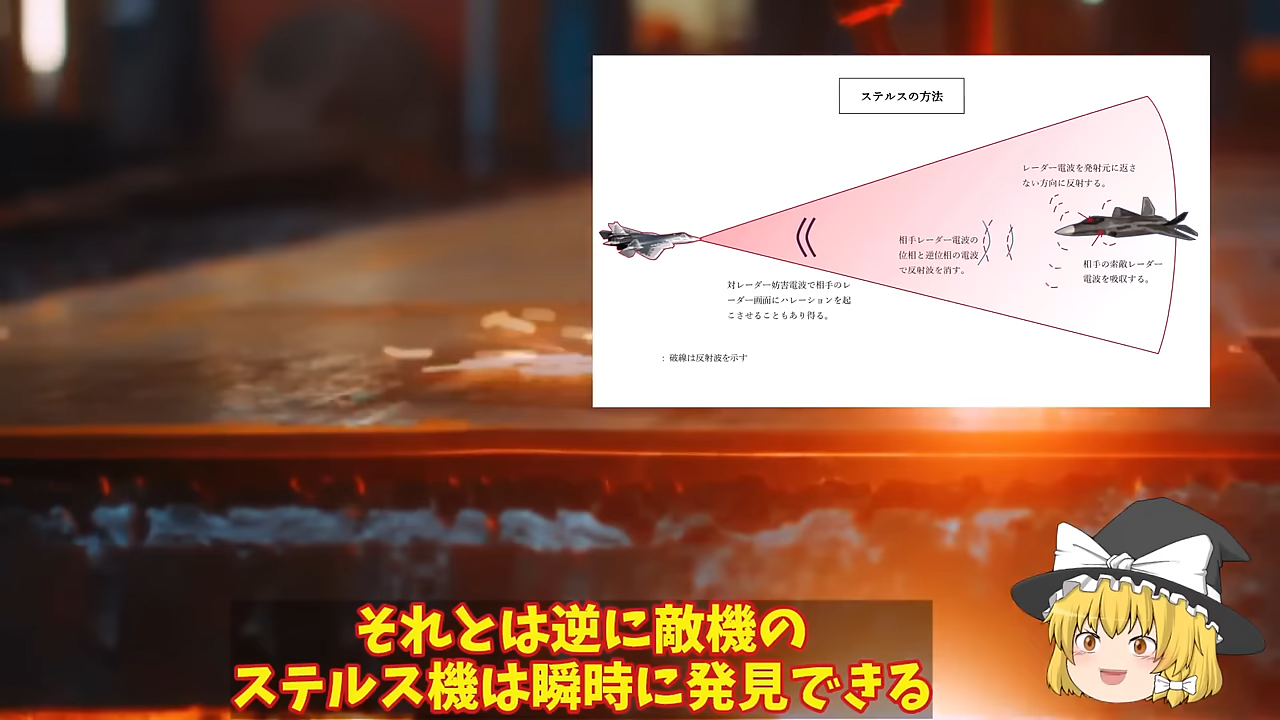 ステルスの方法
レーダー電波を発射元に返さ
ない方向に反射する。
相手レーダー電波の
位相と逆位相の電波
で反射波を消す。
相手の索敵レーダー
電波を吸収する。
対レーダー妨害電波で相手のレ
ーダー画面にハレーションを起
こさせることもあり得る。
：破線は反射波を示す
それとは逆に敵機の
ステルス機は瞬時に発見できる